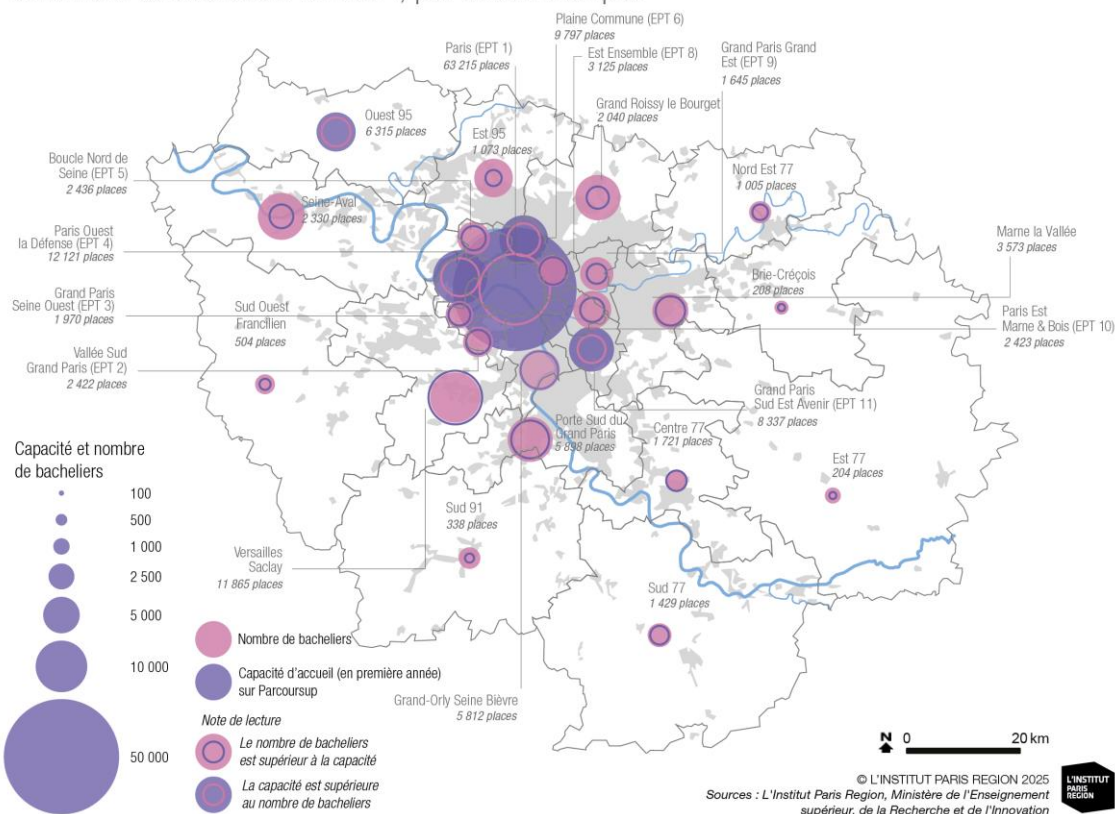 Plaine Commune (EPT 6)
9 797 places
Paris (EPT 1)
63 215 places
Est Ensemble (EPT 8)
3 125 places
Grand Paris Grand
Est (EPT 9)
1 645 places
Grand Roissy le Bourget
2 040 places
Ouest 95
6 315 places
Est 95
1 073 places
Boucle Nord de
Seine (EPT 5)
2 436 places
Nord Est 77
1 005 places
Seine-Aval
2 330 places
Paris Ouest
la Défense (EPT 4)
12 121 places
Marne la Vallée
3 573 places
Brie-Créçois
208 places
Grand Paris
Seine Ouest (EPT 3)
1 970 places
Sud Ouest
Francilien
504 places
Paris Est
Marne & Bois (EPT 10)
2 423 places
Vallée Sud
Grand Paris (EPT 2)
2 422 places
Grand Paris
Sud Est Avenir (EPT 11)
8 337 places
Porte Sud du
Grand Paris
5 898 places
Centre 77
1 721 places
Est 77
204 places
Sud 91
338 places
Versailles
Saclay
11 865 places
Sud 77
1 429 places
Grand-Orly Seine Bièvre
5 812 places
Capacité et nombre
de bacheliers
100
500
1 000
2 500
5 000
10 000
50 000
Nombre de bacheliers
Capacité d'accueil (en première année)
sur Parcoursup
Note de lecture
Le nombre de bacheliers
est supérieur à la capacité
La capacité est supérieure
au nombre de bacheliers
N 0 20 km
© L'INSTITUT PARIS REGION 2025
Sources : L'Institut Paris Region, Ministère de l'Enseignement
supérieur, de la Recherche et de l'Innovation
L'INSTITUT
PARIS
REGION